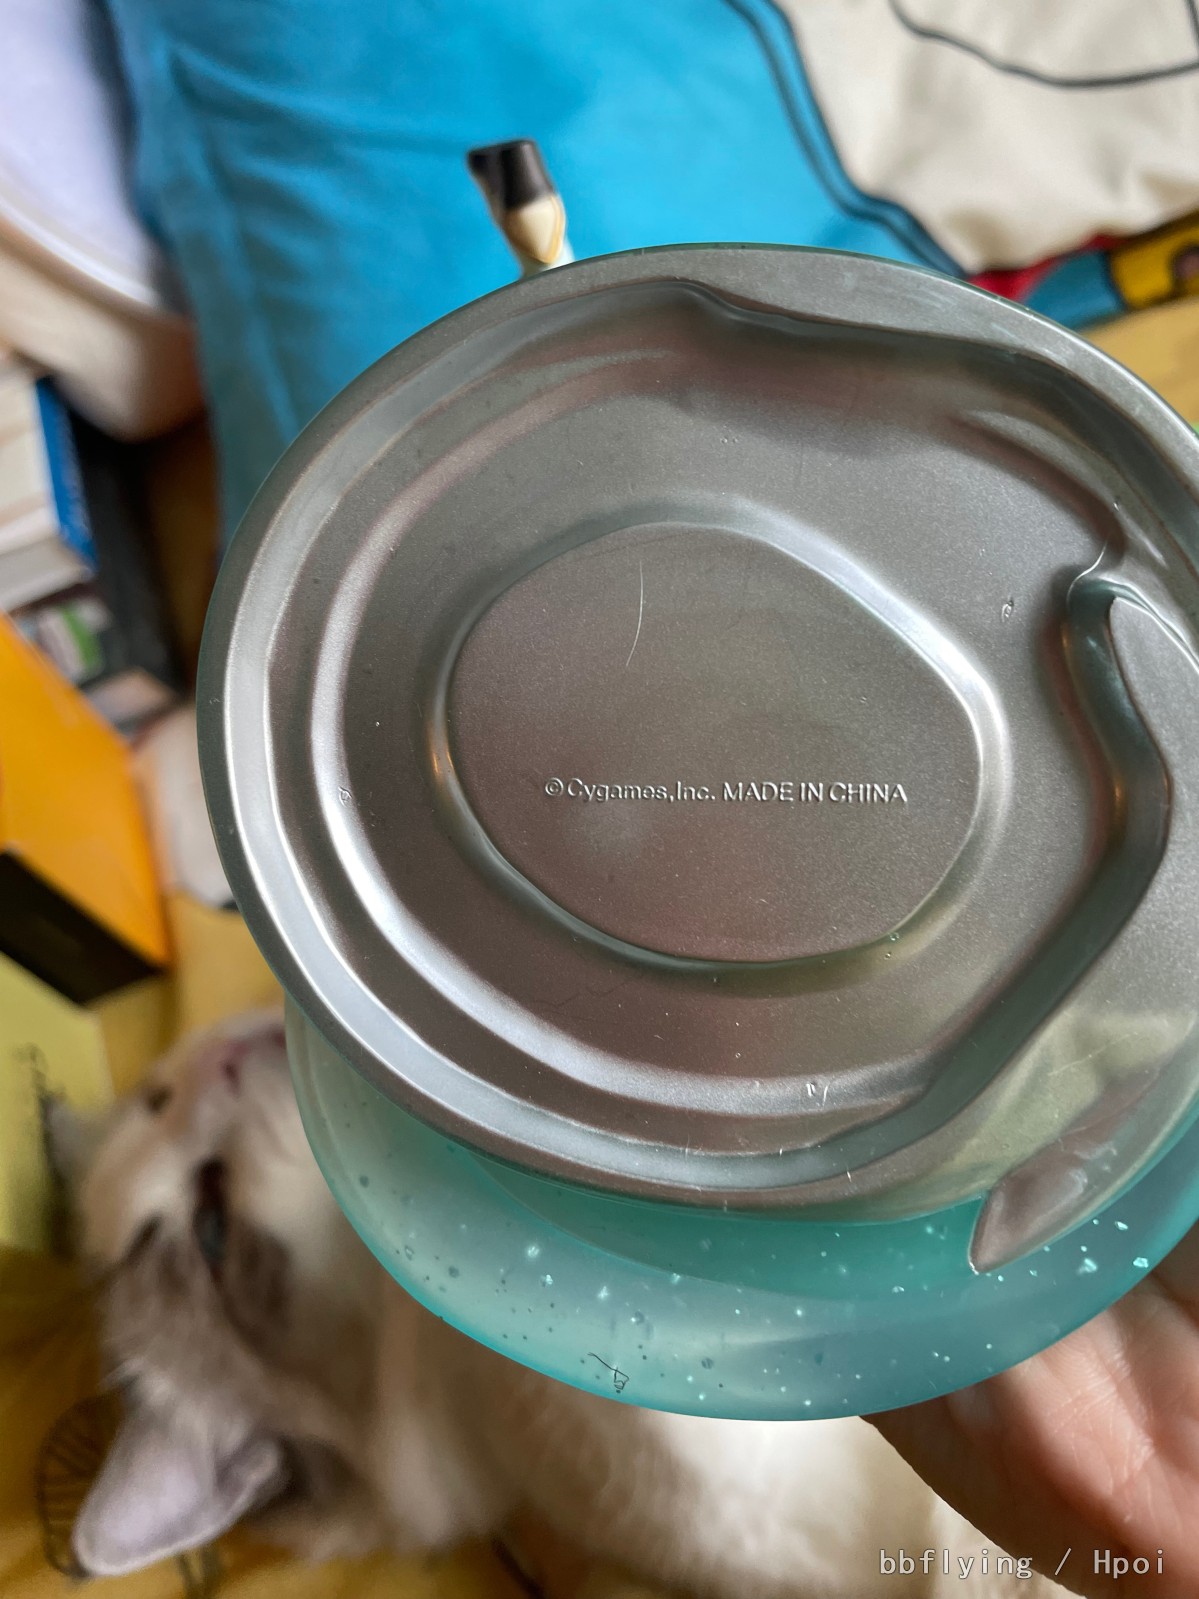 ©Cygames,Inc. MADE IN CHINA
bbflying / Hpoi